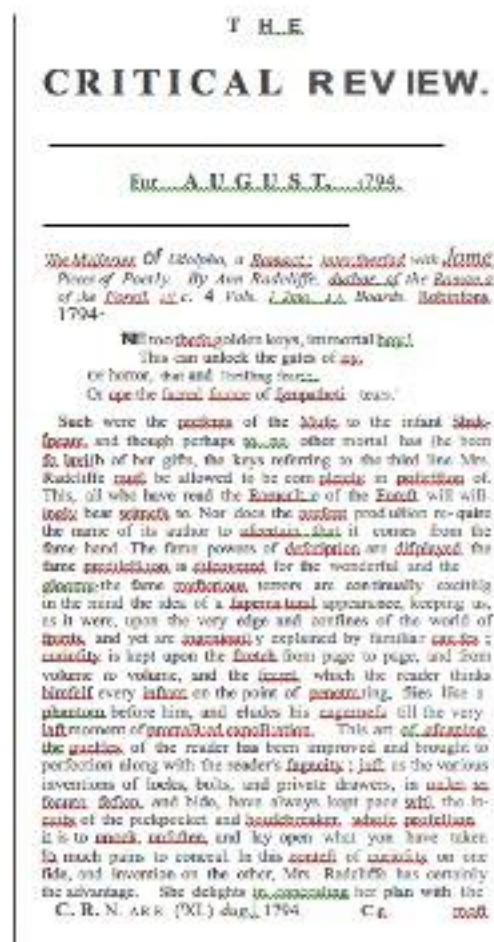 T H E
CRITICAL REVIEW.
For A U G U S T. 1794.
The Mysteries of Udolpho, a Romance; interspersed with Some
Pieces of Poetry. By Ann Radcliffe, Author of the Romance
of the Forest, &c. 4 Vols. Boards. Robinsons.
1794.
golden keys, immortal boy!
This can unlock the gates of joy,
Or horror, that and thrilling fears,
Or ope the sacred source of tears.'
Such were the presents of the Muse to the infant Shak-
speare, and though perhaps to no other mortal has she been
so lavish of her gifts, the keys referring to the third line Mrs.
Radcliffe must be allowed to be com pletely in possession of.
This, all who have read the Romance of the Forest will will-
ingly bear witness to. Nor does the present production re-quire
the name of its author to ascertain that it comes from the
fame hand. The fame powers of description are displayed, the
fame predilection is discovered for the wonderful and the
gloomy-the fame mysterious terrors are continually exciting
in the mind the idea of a supernatural appearance, keeping us,
as it were, upon the very edge and confines of the world of
spirits, and yet are ingeniously explained by familiar causes;
curiosity is kept upon the stretch from page to page, and from
volume to volume, and the secret, which the reader thinks
himself every instant on the point of penetrating, flies like a
phantom before him, and eludes his eagerness till the very
last moment of protracted expectation. This art of
the of the reader has been improved and brought to
perfection along with the reader's sagacity; just as the various
inventions of locks, bolts, and private drawers, in order to
secure, fasten, and hide, have always kept pace with the in-
of the pickpocket and housebreaker, whose profession
it is to unlock, unfasten, and lay open what you have taken
so much pains to conceal. In this contest of curiosity on one
side, and invention on the other, Mrs. Radcliffe has certainly
the advantage. She delights in concealing her plan with the
C. R. N. ARR. (XI.) Aug., 1794. most